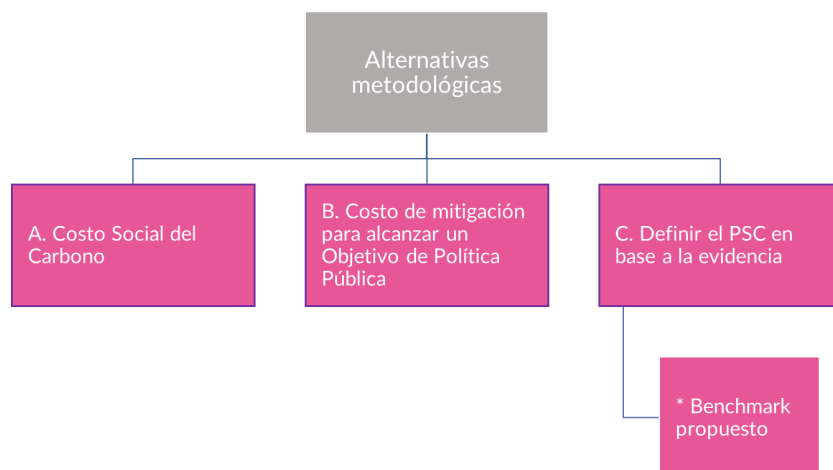 Alternativas
metodológicas
A. Costo Social del
Carbono
B. Costo de mitigación
para alcanzar un
Objetivo de Política
Pública
C. Definir el PSC en
base a la evidencia
* Benchmark
propuesto